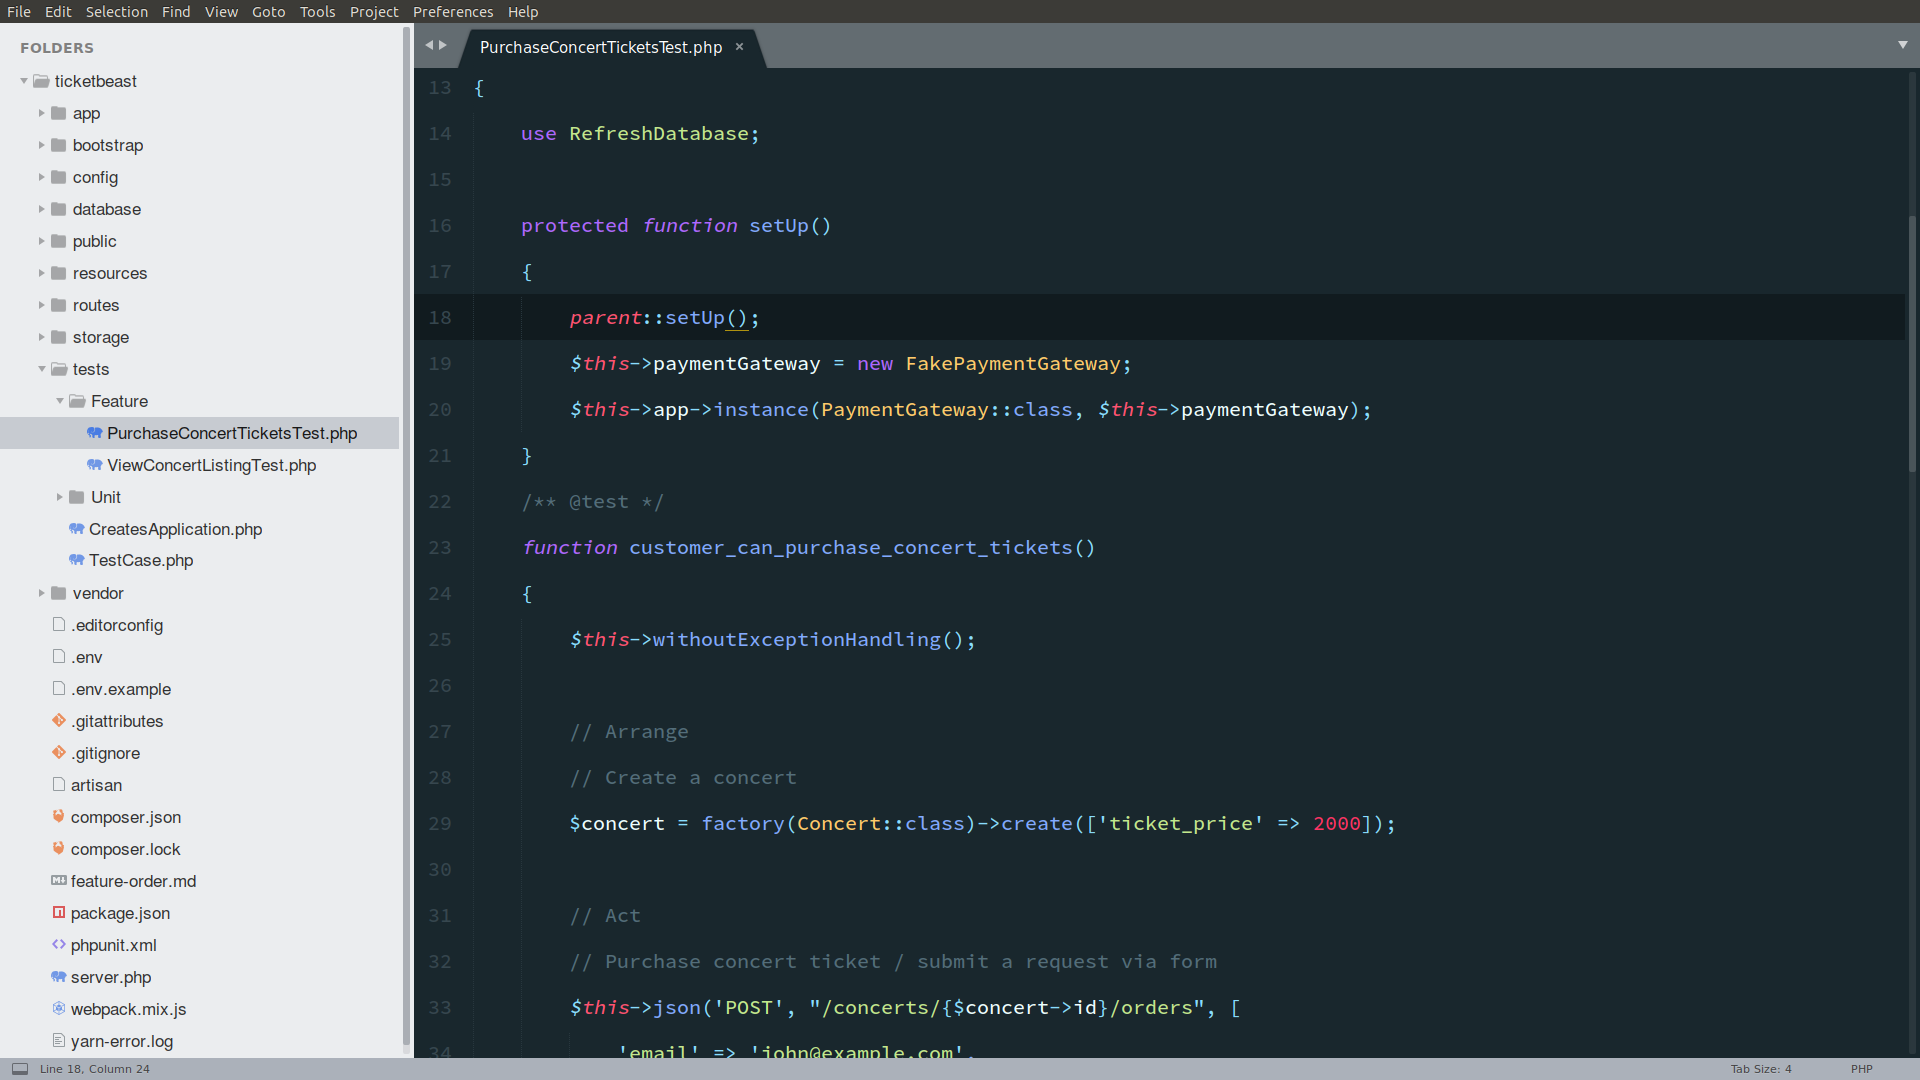 File Edit Selection Find View Goto Tools Project Preferences Help
FOLDERS
ticketbeast
app
bootstrap
config
database
public
resources
routes
storage
tests
Feature
PurchaseConcertTicketsTest.php
ViewConcertListingTest.php
Unit
CreatesApplication.php
TestCase.php
vendor
.editorconfig
.env
.env.example
.gitattributes
.gitignore
artisan
composer.json
composer.lock
feature-order.md
package.json
phpunit.xml
server.php
webpack.mix.js
yarn-error.log
PurchaseConcertTicketsTest.php ×
13 {
14     use RefreshDatabase;
15
16     protected function setUp()
17     {
18         parent::setUp();
19         $this->paymentGateway = new FakePaymentGateway;
20         $this->app->instance(PaymentGateway::class, $this->paymentGateway);
21     }
22     /** @test */
23     function customer_can_purchase_concert_tickets()
24     {
25         $this->withoutExceptionHandling();
26
27         // Arrange
28         // Create a concert
29         $concert = factory(Concert::class)->create(['ticket_price' => 2000]);
30
31         // Act
32         // Purchase concert ticket / submit a request via form
33         $this->json('POST', "/concerts/{$concert->id}/orders", [
34             'email' => 'john@example.com',
Line 18, Column 24
Tab Size: 4
PHP